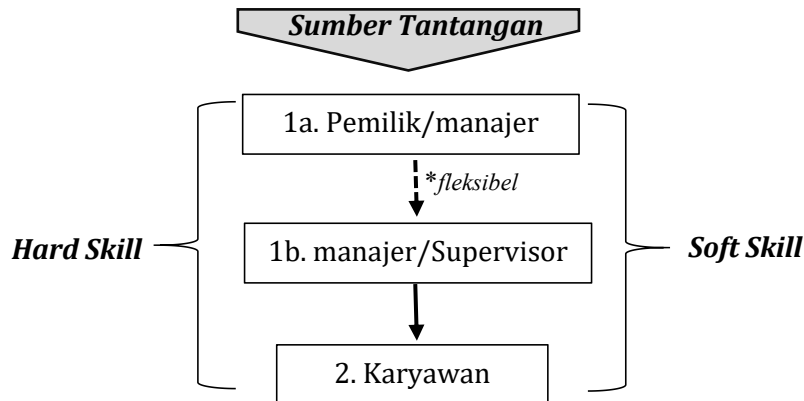 Sumber Tantangan
1a. Pemilik/manajer
*fleksibel
Hard Skill
1b. manajer/Supervisor
Soft Skill
2. Karyawan